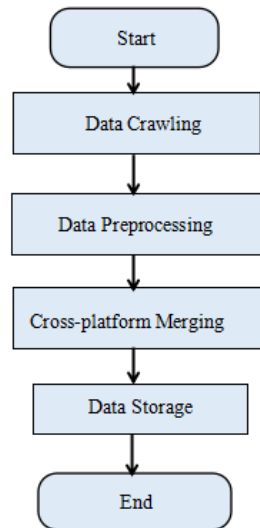 Start
Data Crawling
Data Preprocessing
Cross-platform Merging
Data Storage
End